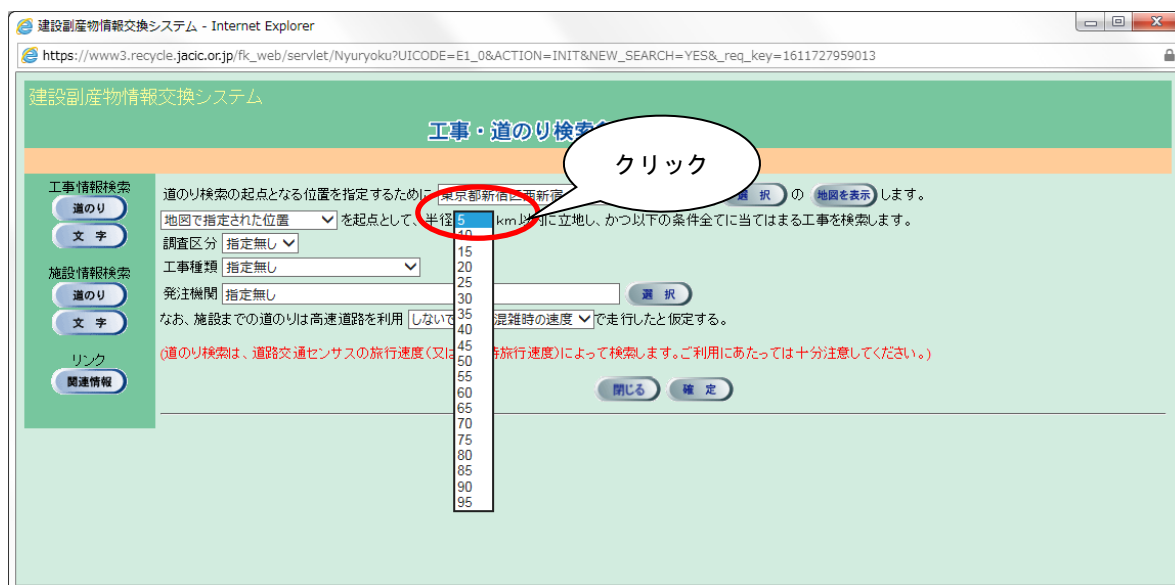 建設副産物情報交換システム - Internet Explorer
https://www3.recycle.jacic.or.jp/fk_web/servlet/Nyuryoku?UICODE=E1_0&ACTION=INIT&NEW_SEARCH=YES&_req_key=1611727959013
建設副産物情報交換システム
工事・道のり検索
クリック
工事情報検索
道のり
文字
施設情報検索
道のり
文字
リンク
関連情報
道のり検索の起点となる位置を指定するために 東京都新宿区西新宿 選択 の 地図を表示 します。
地図で指定された位置 を起点として、半径 5 km以内に立地し、かつ以下の条件全てに当てはまる工事を検索します。
調査区分 指定無し
工事種類 指定無し
発注機関 指定無し 選択
なお、施設までの道のりは高速道路を利用 しないで 混雑時の速度 で走行したと仮定する。
(道のり検索は、道路交通センサスの旅行速度(又は 時旅行速度)によって検索します。ご利用にあたっては十分注意してください。)
閉じる 確定
5
10
15
20
25
30
35
40
45
50
55
60
65
70
75
80
85
90
95